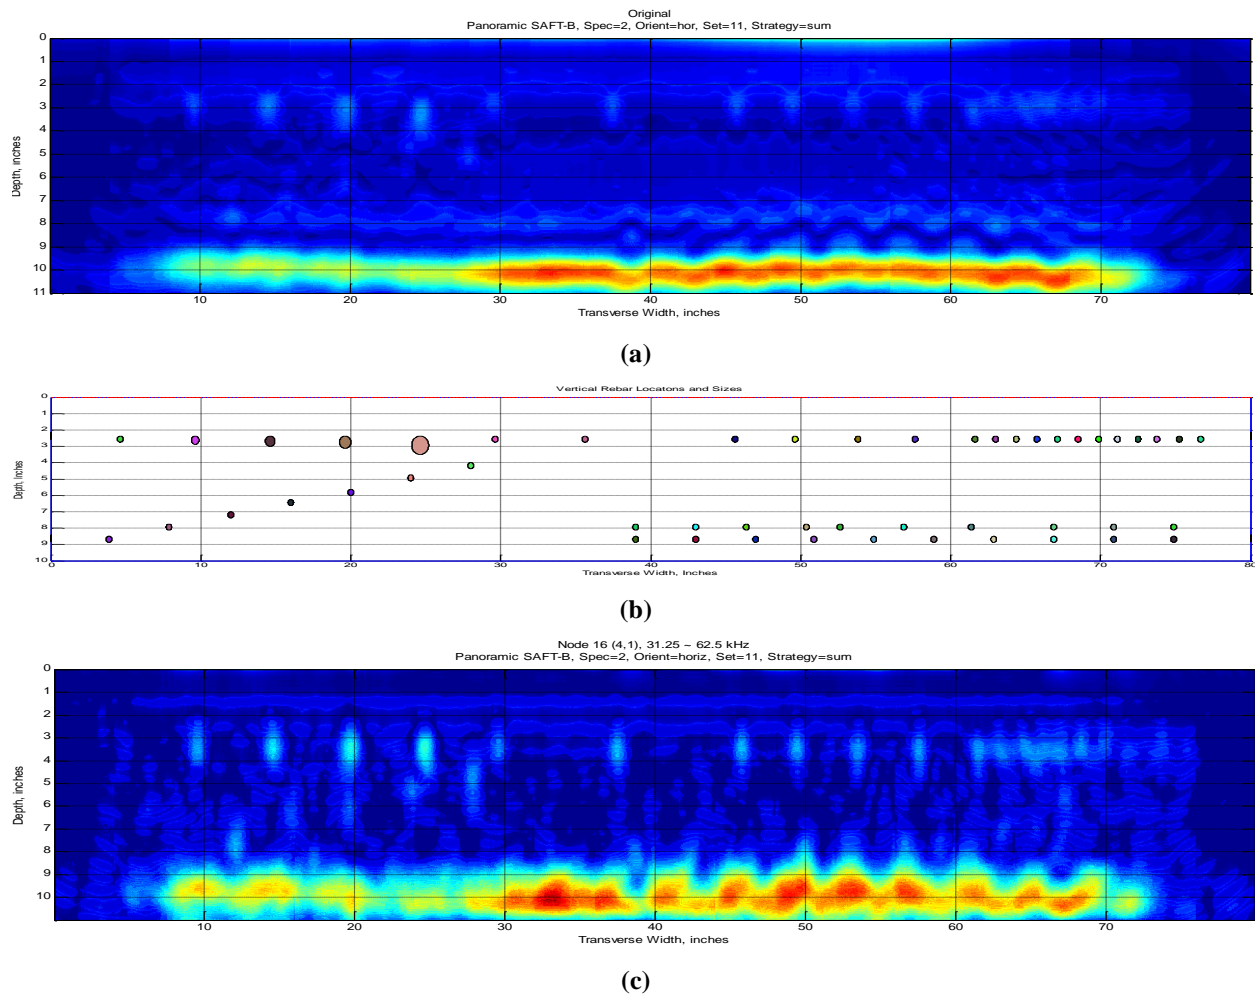 Original
Panoramic SAFT-B, Spec=2, Orient=hor, Set=11, Strategy=sum
0
1
2
3
4
5
6
7
8
9
10
11
Depth, inches
10 20 30 40 50 60 70
Transverse Width, inches
(a)
Vertical Rebar Locatons and Sizes
0
1
2
3
4
5
6
7
8
9
10
Depth, Inches
0 10 20 30 40 50 60 70 80
Transverse Width, Inches
(b)
Node 16 (4,1), 31.25 ~ 62.5 kHz
Panoramic SAFT-B, Spec=2, Orient=horiz, Set=11, Strategy=sum
0
1
2
3
4
5
6
7
8
9
10
Depth, inches
10 20 30 40 50 60 70
Transverse Width, inches
(c)